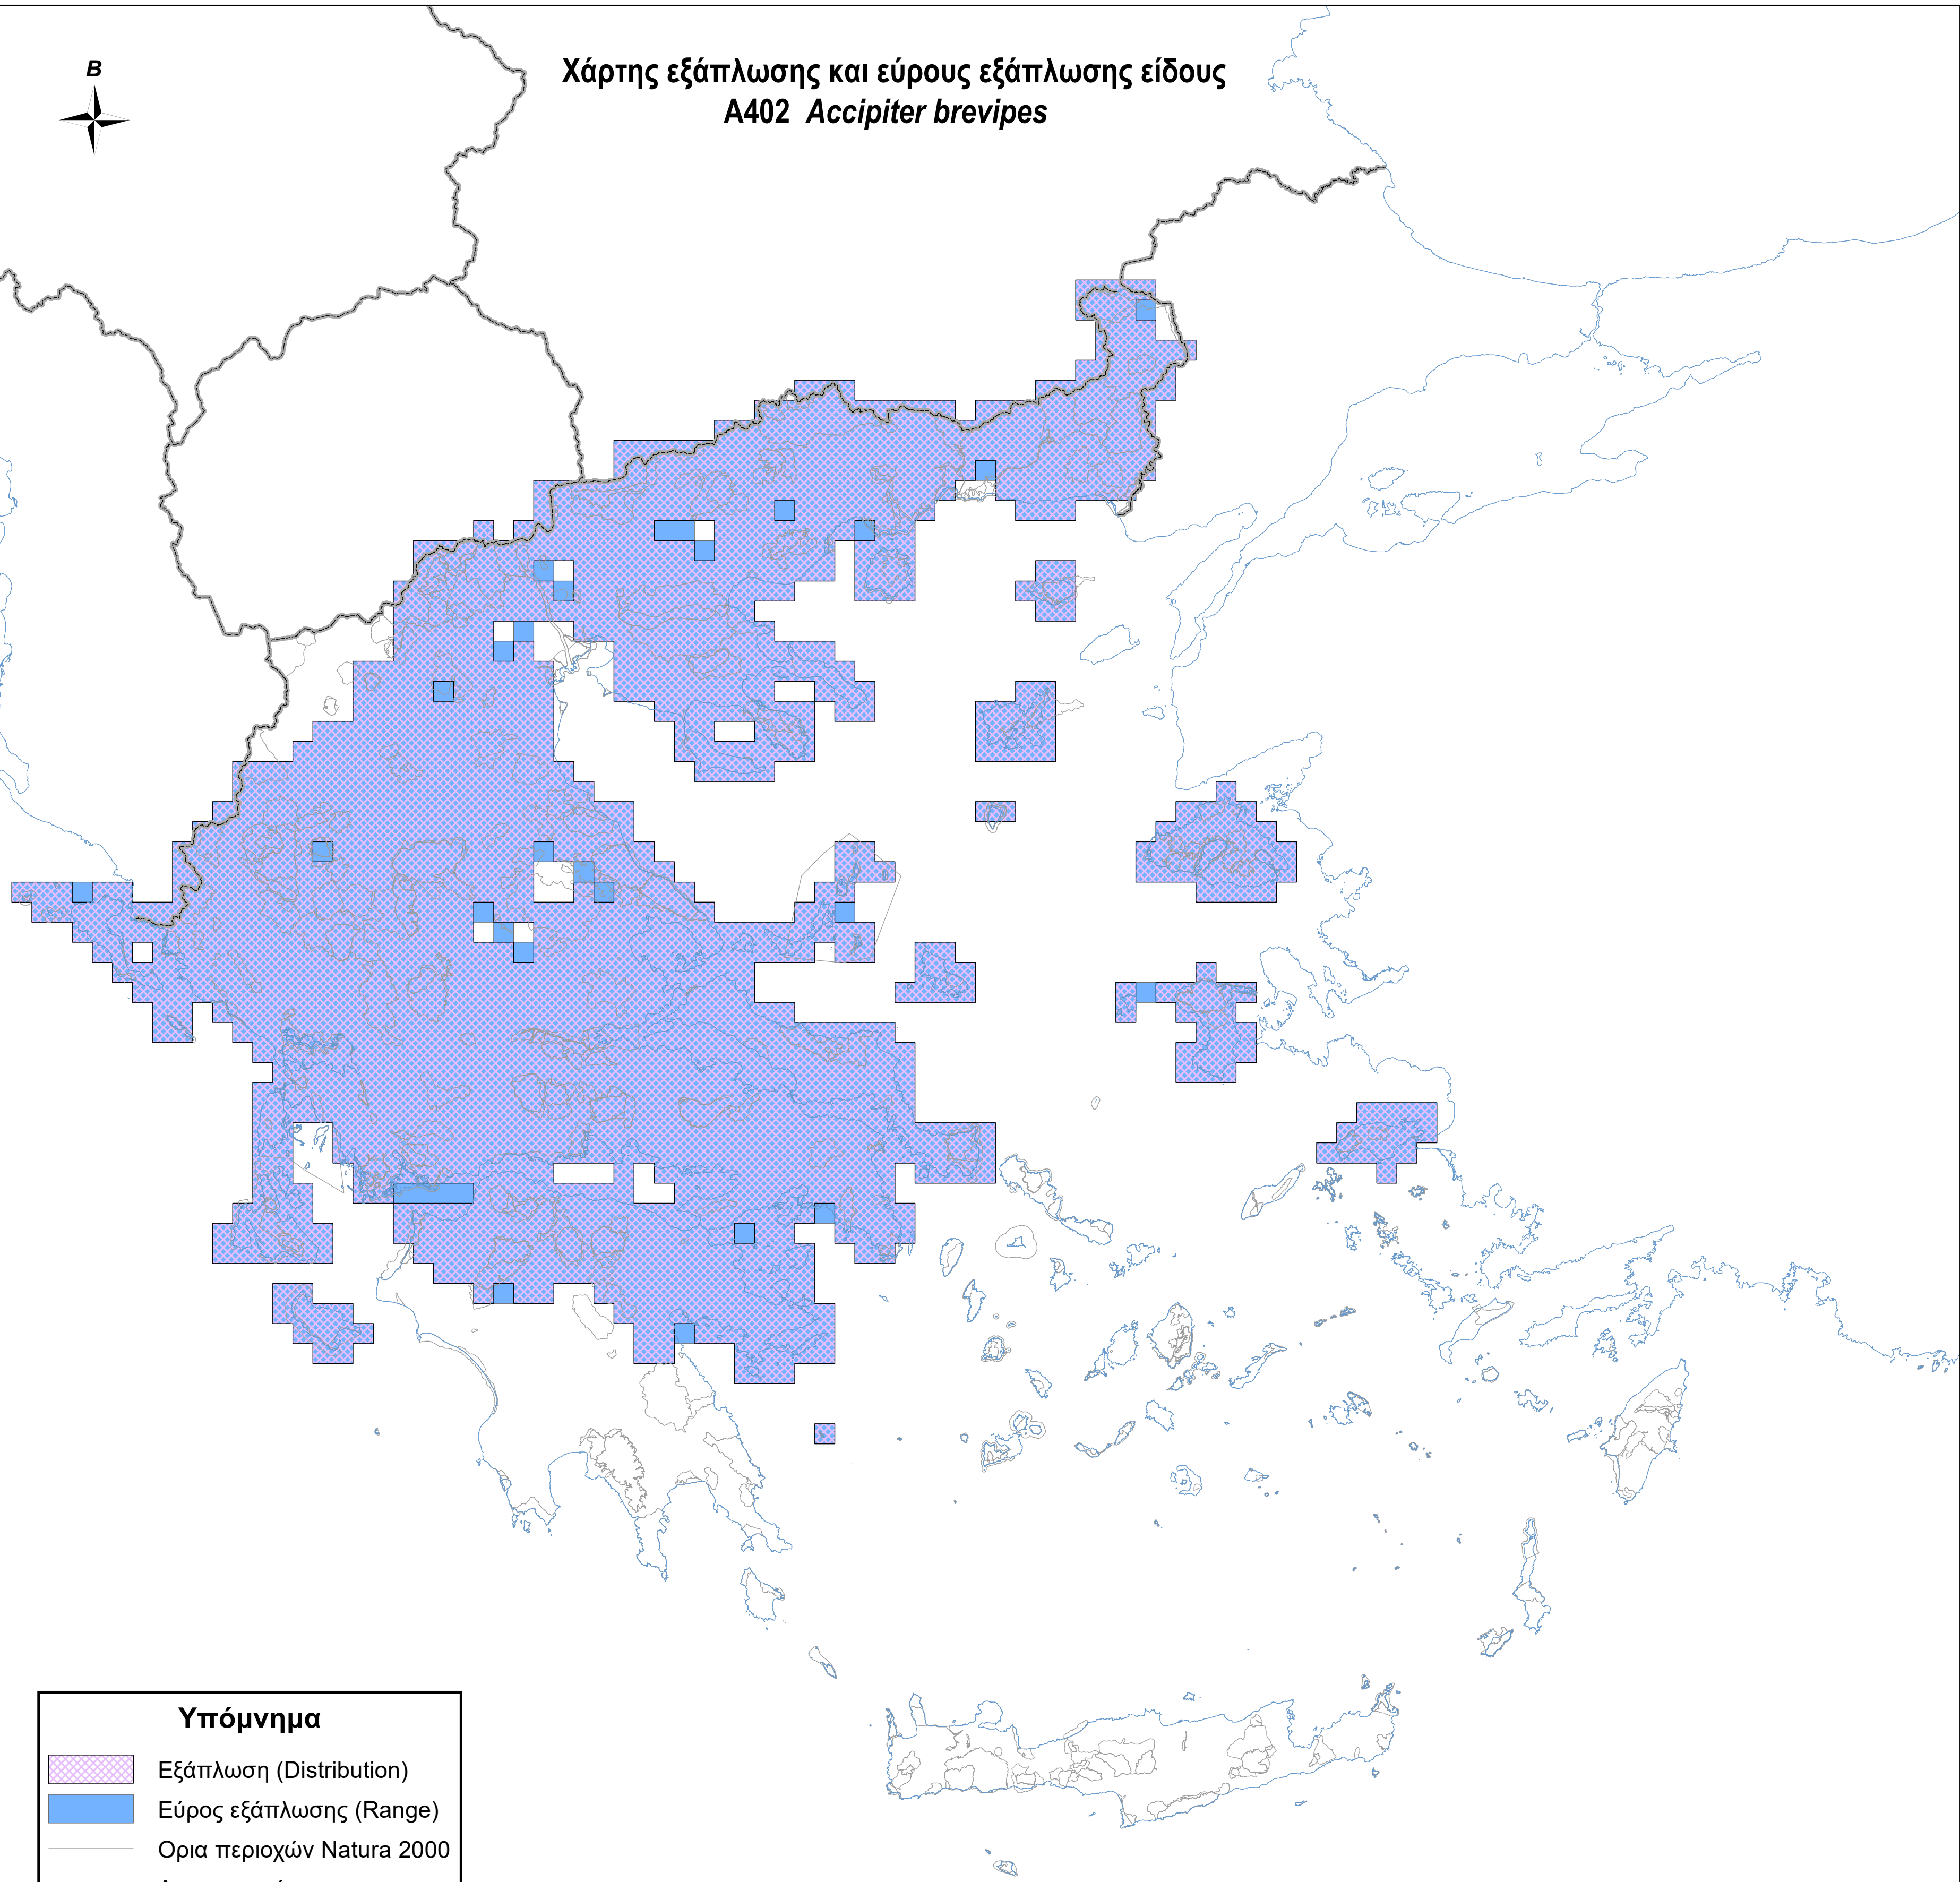 B
Χάρτης εξάπλωσης και εύρους εξάπλωσης είδους
A402 Accipiter brevipes
Υπόμνημα
Εξάπλωση (Distribution)
Εύρος εξάπλωσης (Range)
Ορια περιοχών Natura 2000